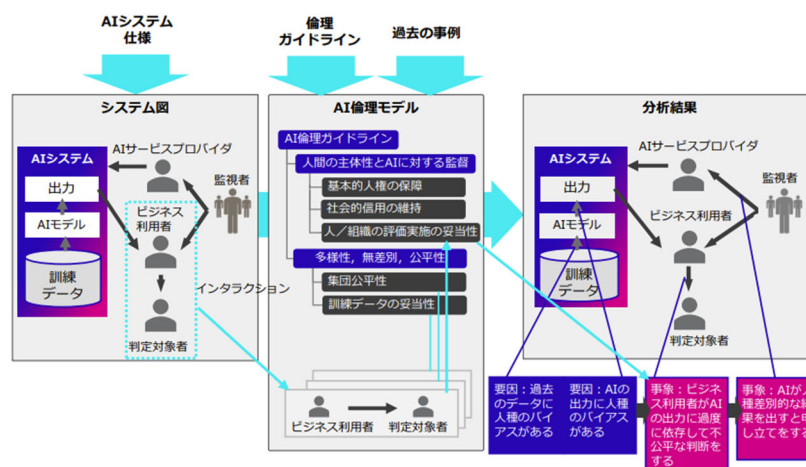 AIシステム
仕様
倫理
ガイドライン
過去の事例
システム図
AIサービスプロバイダ
AIシステム
出力
AIモデル
訓練
データ
監視者
ビジネス
利用者
インタラクション
判定対象者
AI倫理モデル
AI倫理ガイドライン
人間の主体性とAIに対する監督
基本的人権の保障
社会的信用の維持
人／組織の評価実施の妥当性
多様性，無差別，公平性
集団公平性
訓練データの妥当性
ビジネス利用者
判定対象者
分析結果
AIサービスプロバイダ
AIシステム
出力
AIモデル
訓練
データ
監視者
ビジネス利用者
判定対象者
要因：過去
のデータに
人種のバイ
アスがある
要因：AIの
出力に人種
のバイアス
がある
事象：ビジネ
ス利用者がAI
の出力に過度
に依存して不
公平な判断を
する
事象：AIが人
種差別的な結
果を出すと申
し立てをする